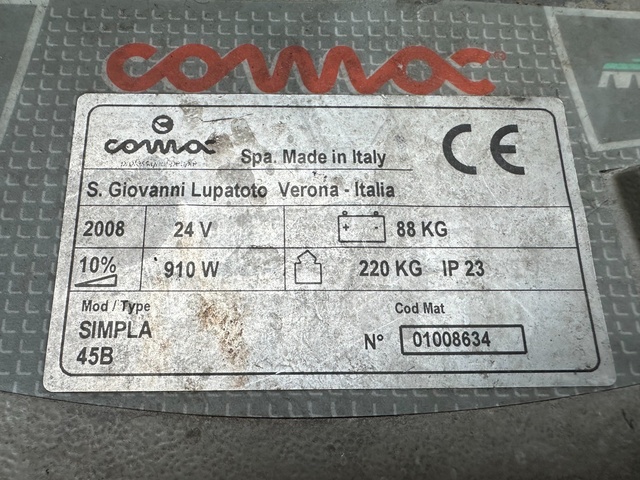 comac
comac
Spa. Made in Italy
CE
S. Giovanni Lupatoto Verona - Italia
2008 24 V + - 88 KG
10% 910 W 220 KG IP 23
Mod / Type Cod Mat
SIMPLA
45B
N° 01008634